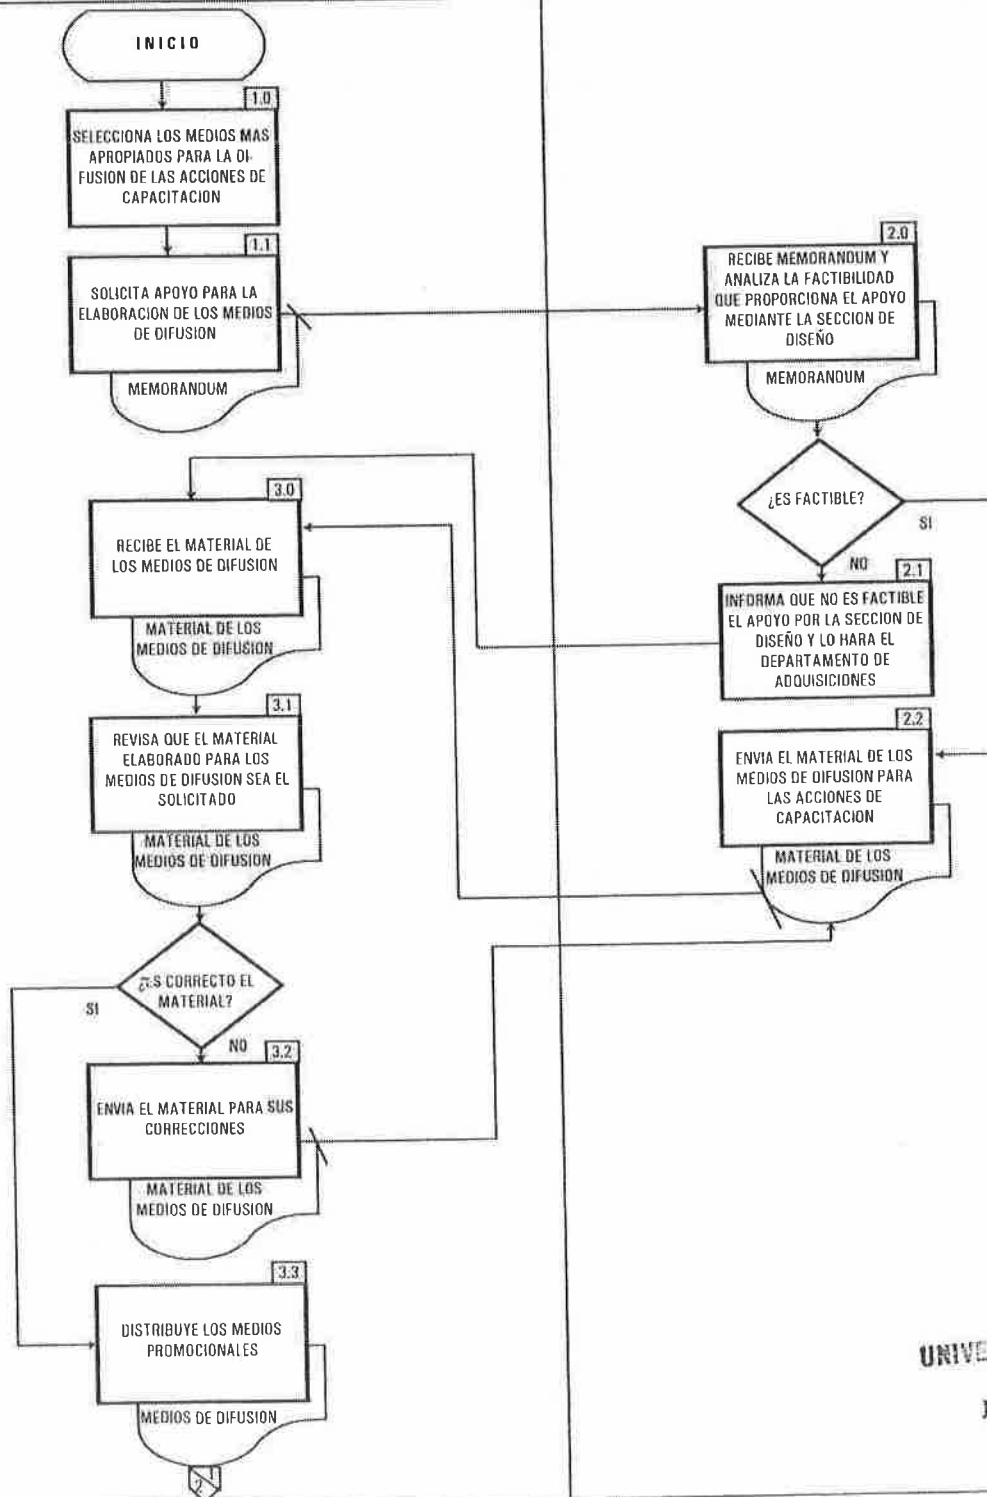 INICIO
1.0
SELECCIONA LOS MEDIOS MAS
APROPIADOS PARA LA DI-
FUSION DE LAS ACCIONES DE
CAPACITACION
1.1
SOLICITA APOYO PARA LA
ELABORACION DE LOS MEDIOS
DE DIFUSION
MEMORANDUM
2.0
RECIBE MEMORANDUM Y
ANALIZA LA FACTIBILIDAD
QUE PROPORCIONA EL APOYO
MEDIANTE LA SECCION DE
DISEÑO
MEMORANDUM
¿ES FACTIBLE?
SI
NO
2.1
INFORMA QUE NO ES FACTIBLE
EL APOYO POR LA SECCION DE
DISEÑO Y LO HARA EL
DEPARTAMENTO DE
ADQUISICIONES
2.2
ENVIA EL MATERIAL DE LOS
MEDIOS DE DIFUSION PARA
LAS ACCIONES DE
CAPACITACION
MATERIAL DE LOS
MEDIOS DE DIFUSION
3.0
RECIBE EL MATERIAL DE
LOS MEDIOS DE DIFUSION
MATERIAL DE LOS
MEDIOS DE DIFUSION
3.1
REVISA QUE EL MATERIAL
ELABORADO PARA LOS
MEDIOS DE DIFUSION SEA EL
SOLICITADO
MATERIAL DE LOS
MEDIOS DE DIFUSION
¿ES CORRECTO EL
MATERIAL?
SI
NO
3.2
ENVIA EL MATERIAL PARA SUS
CORRECCIONES
MATERIAL DE LOS
MEDIOS DE DIFUSION
3.3
DISTRIBUYE LOS MEDIOS
PROMOCIONALES
MEDIOS DE DIFUSION
1
2
UNIVE